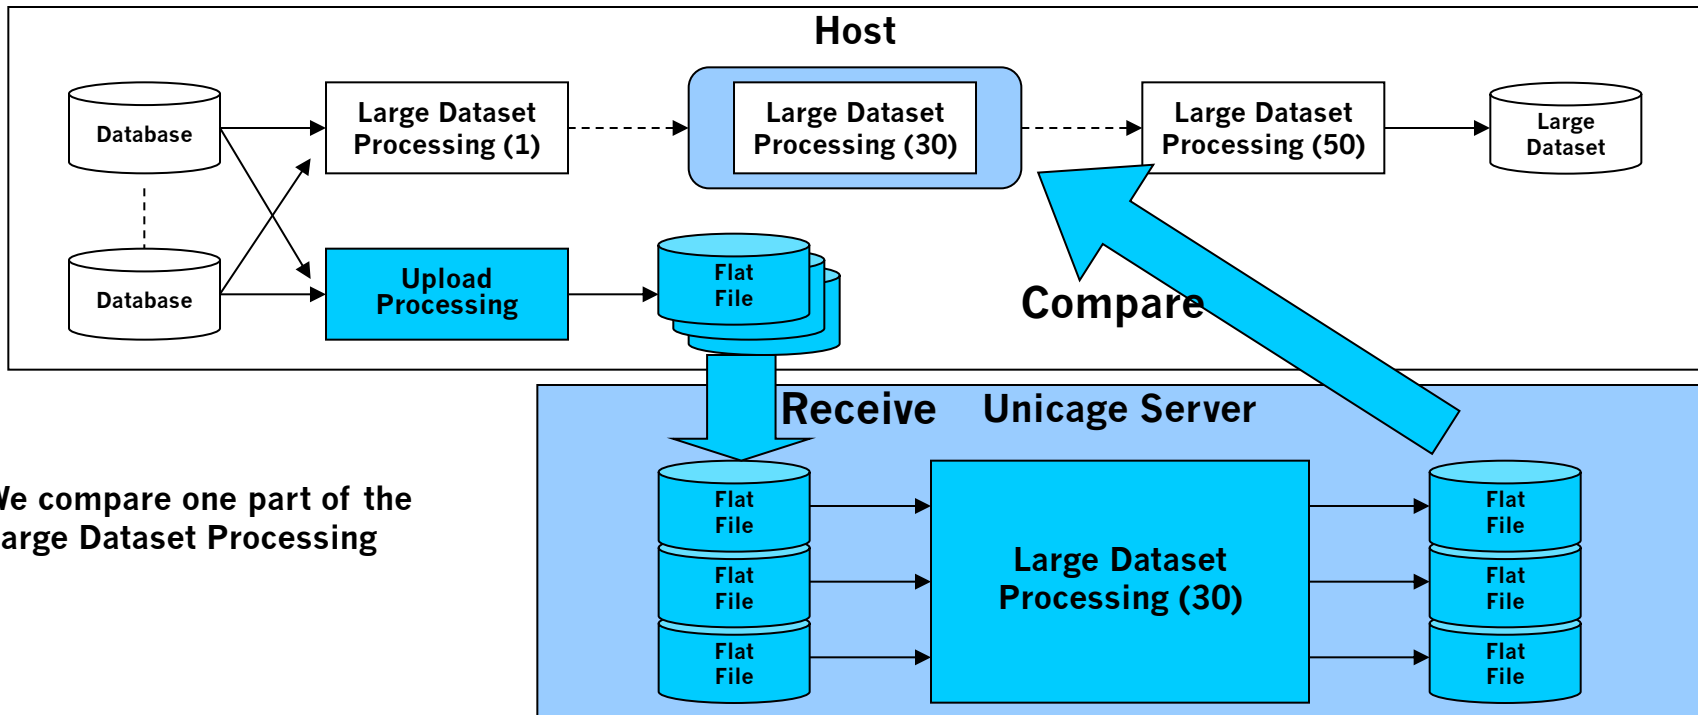 Host
Database
Large Dataset
Processing (1)
Large Dataset
Processing (30)
Large Dataset
Processing (50)
Large
Dataset
Database
Upload
Processing
Flat
File
Compare
Receive
Unicage Server
We compare one part of the
arge Dataset Processing
Flat
File
Flat
File
Flat
File
Large Dataset
Processing (30)
Flat
File
Flat
File
Flat
File